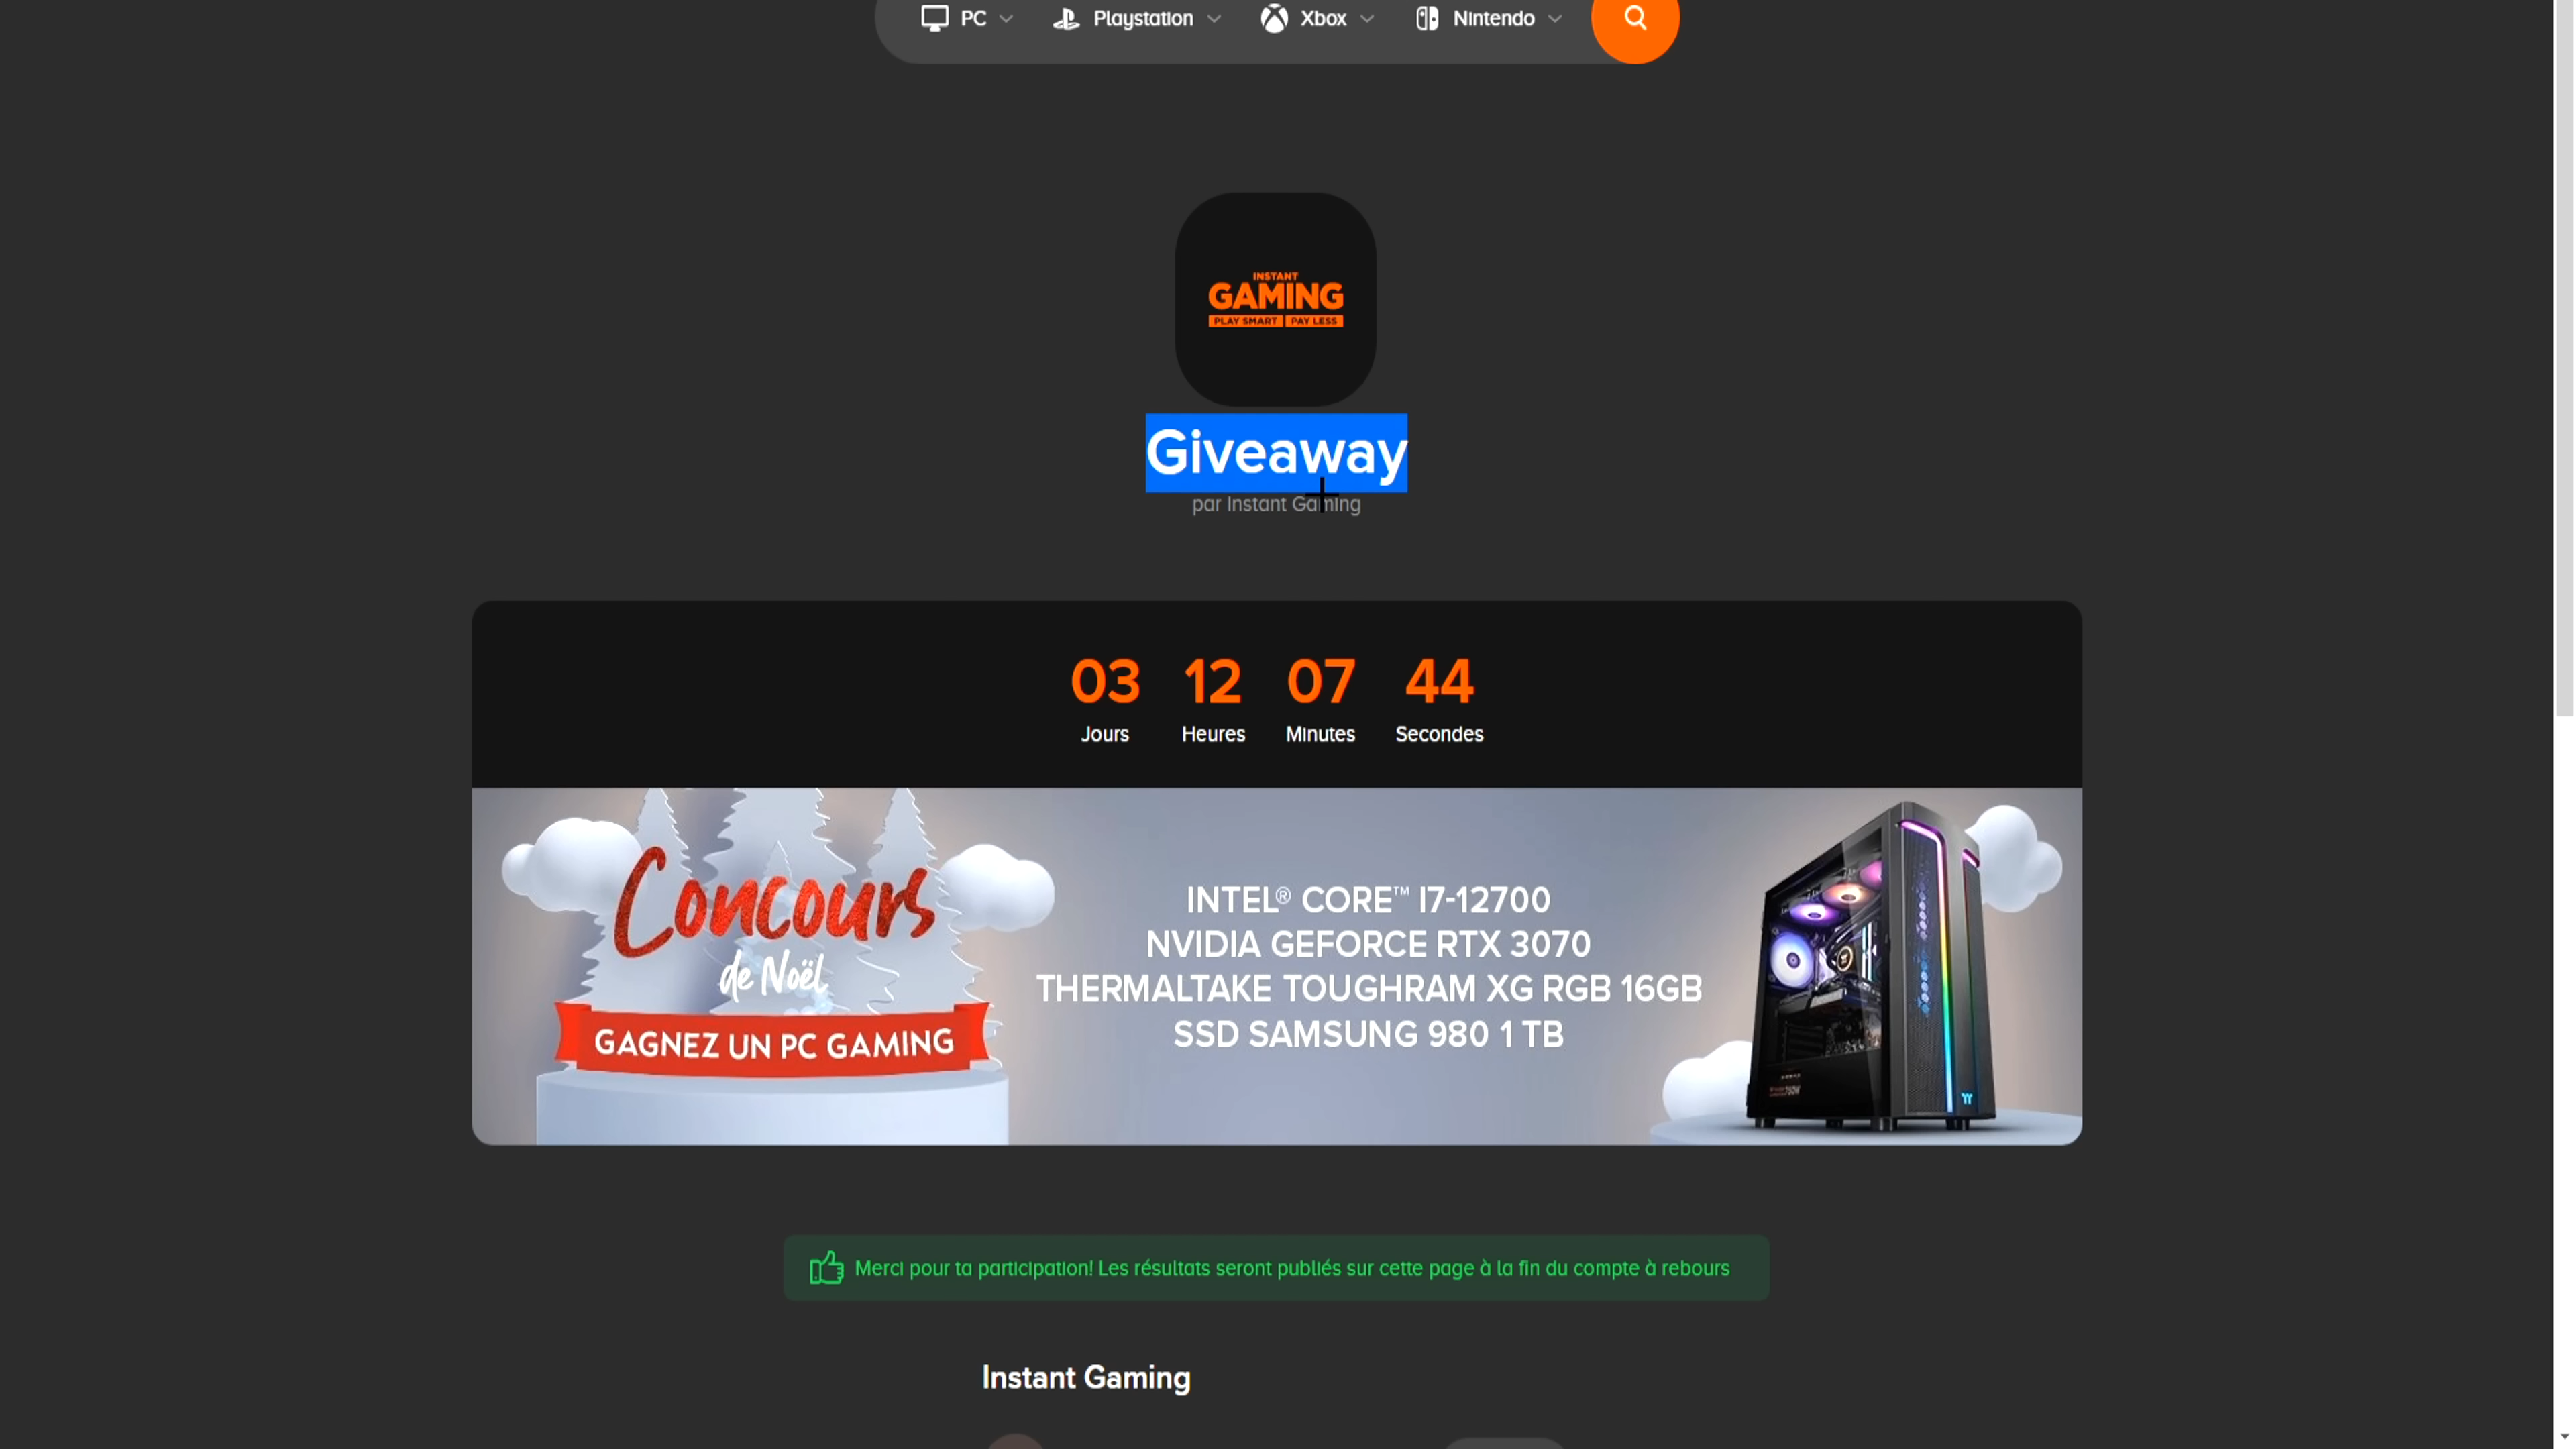 PC
Playstation
Xbox
Nintendo
INSTANT
GAMING
PLAY SMART PAY LESS
Giveaway
par Instant Gaming
03 12 07 44
Jours Heures Minutes Secondes
Concours
de Noël
GAGNEZ UN PC GAMING
INTEL® CORE™ I7-12700
NVIDIA GEFORCE RTX 3070
THERMALTAKE TOUGHRAM XG RGB 16GB
SSD SAMSUNG 980 1 TB
Merci pour ta participation! Les résultats seront publiés sur cette page à la fin du compte à rebours
Instant Gaming